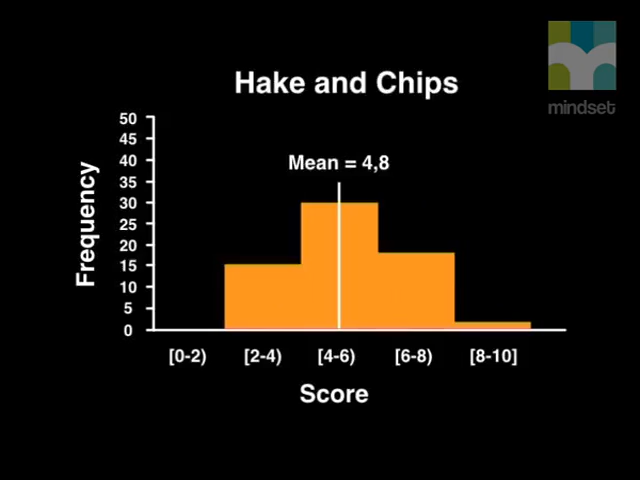 mindset
Hake and Chips
50
45
40
35
30
25
20
15
10
5
0
Frequency
Mean = 4,8
[0-2) [2-4) [4-6) [6-8) [8-10]
Score